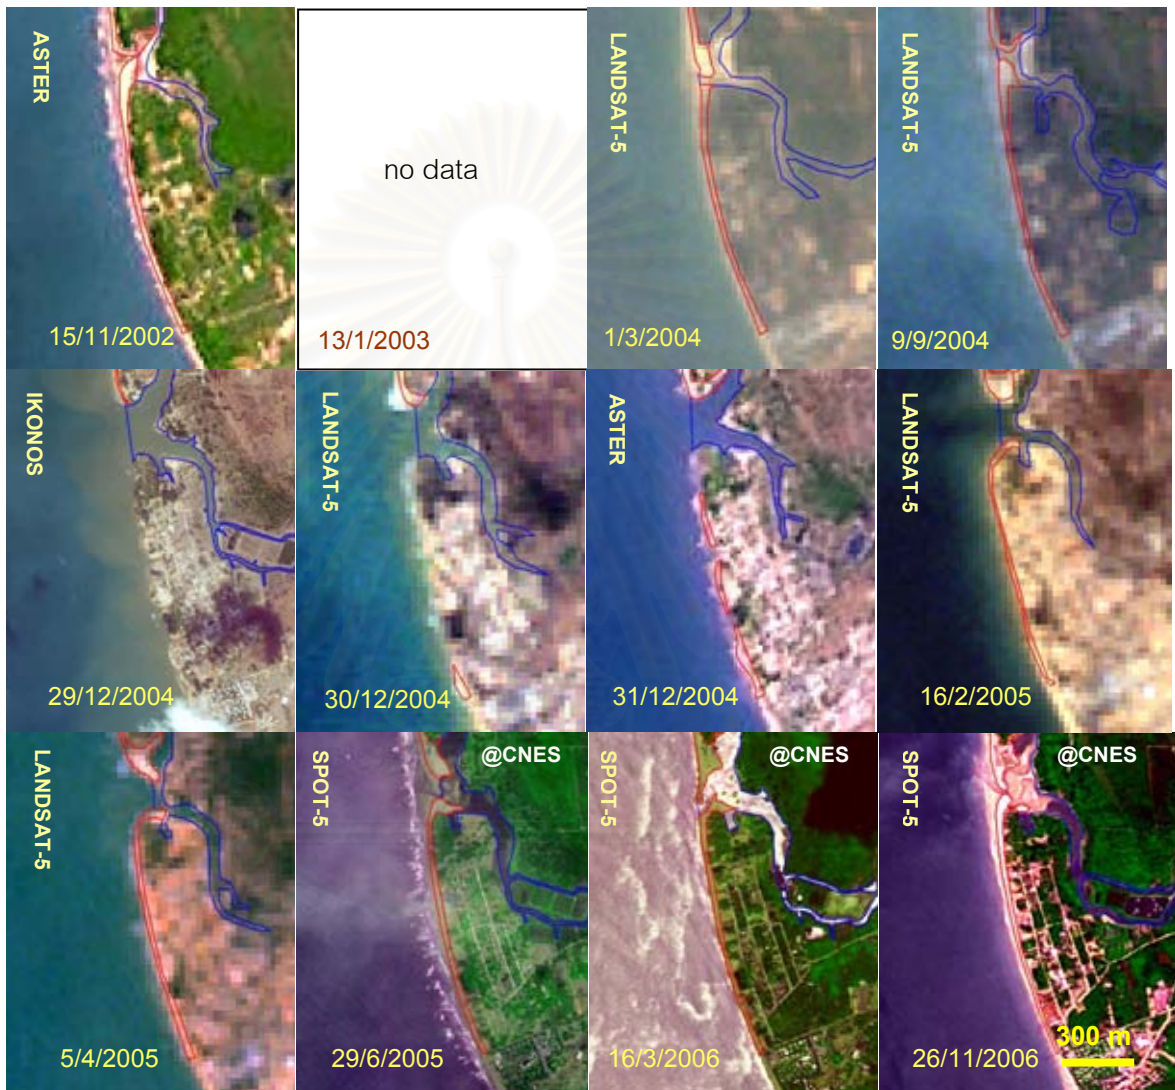 ASTER
15/11/2002
no data
13/1/2003
LANDSAT-5
1/3/2004
LANDSAT-5
9/9/2004
IKONOS
29/12/2004
LANDSAT-5
30/12/2004
ASTER
31/12/2004
LANDSAT-5
16/2/2005
LANDSAT-5
5/4/2005
SPOT-5
@CNES
29/6/2005
SPOT-5
@CNES
16/3/2006
SPOT-5
@CNES
300 m
26/11/2006